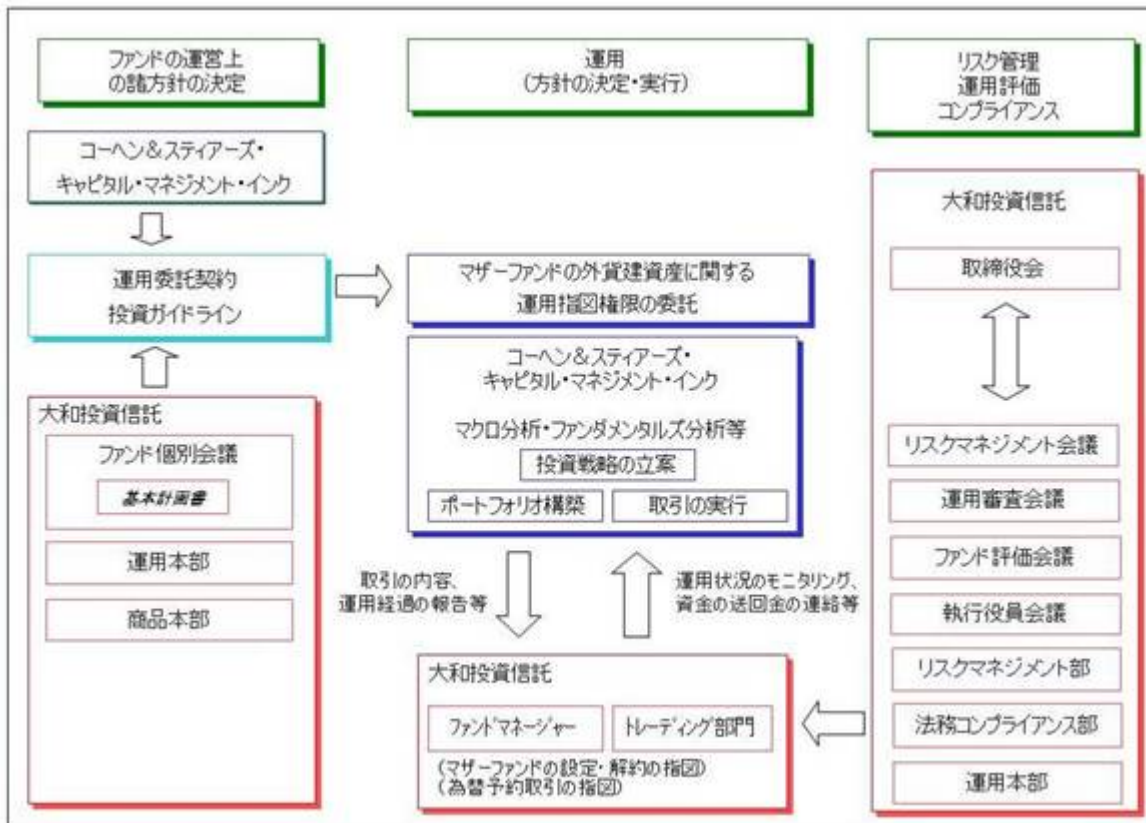 ファンドの運営上
の諸方針の決定
運用
(方針の決定・実行)
リスク管理
運用評価
コンプライアンス
コーヘン&スティアーズ・
キャピタル・マネジメント・インク
運用委託契約
投資ガイドライン
マザーファンドの外貨建資産に関する
運用指図権限の委託
コーヘン&スティアーズ・
キャピタル・マネジメント・インク
マクロ分析・ファンダメンタルズ分析等
投資戦略の立案
ポートフォリオ構築
取引の実行
大和投資信託
ファンド個別会議
基本計画書
運用本部
商品本部
取引の内容、
運用経過の報告等
運用状況のモニタリング、
資金の送回金の連絡等
大和投資信託
ファンドマネージャー
トレーディング部門
(マザーファンドの設定・解約の指図)
(為替予約取引の指図)
大和投資信託
取締役会
リスクマネジメント会議
運用審査会議
ファンド評価会議
執行役員会議
リスクマネジメント部
法務コンプライアンス部
運用本部